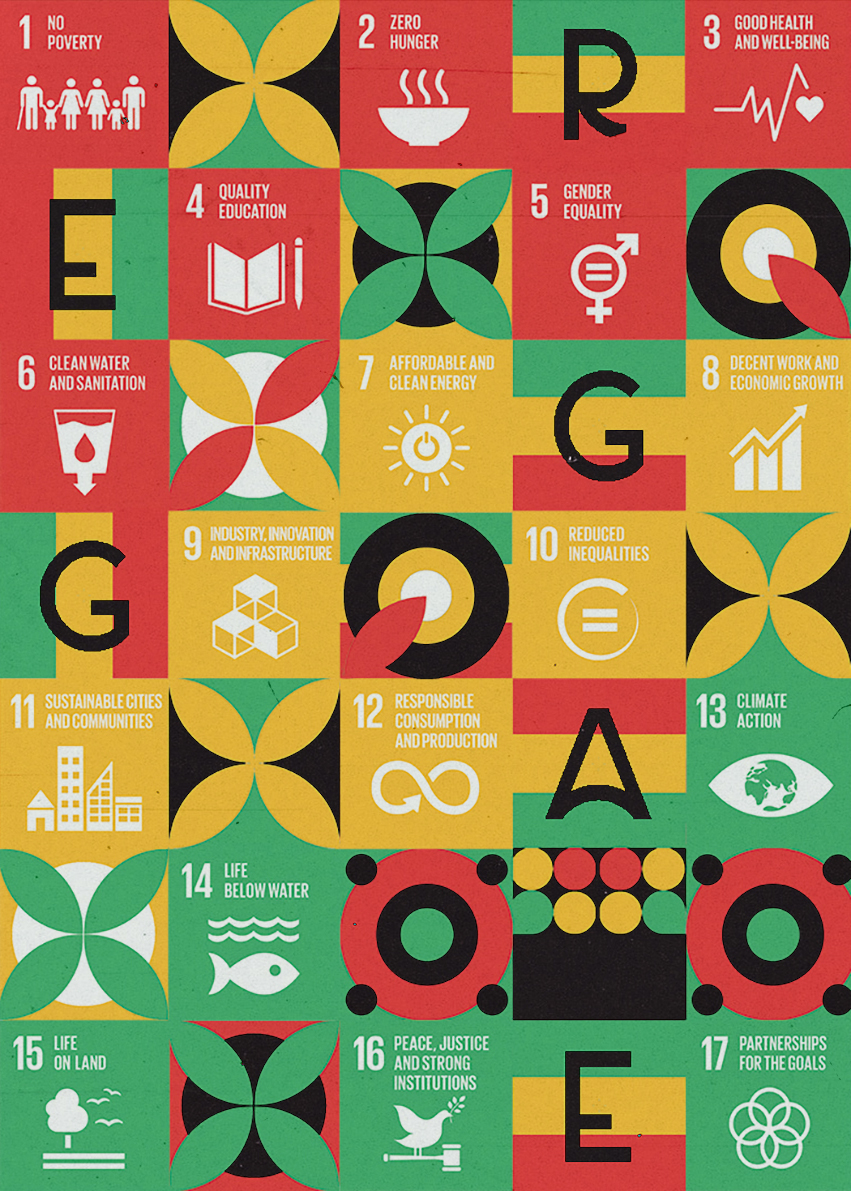 1 NO
POVERTY
2 ZERO
HUNGER
R
3 GOOD HEALTH
AND WELL-BEING
E
4 QUALITY
EDUCATION
5 GENDER
EQUALITY
6 CLEAN WATER
AND SANITATION
7 AFFORDABLE AND
CLEAN ENERGY
G
8 DECENT WORK AND
ECONOMIC GROWTH
G
9 INDUSTRY, INNOVATION
AND INFRASTRUCTURE
10 REDUCED
INEQUALITIES
11 SUSTAINABLE CITIES
AND COMMUNITIES
12 RESPONSIBLE
CONSUMPTION
AND PRODUCTION
A
13 CLIMATE
ACTION
14 LIFE
BELOW WATER
15 LIFE
ON LAND
16 PEACE, JUSTICE
AND STRONG
INSTITUTIONS
E
17 PARTNERSHIPS
FOR THE GOALS